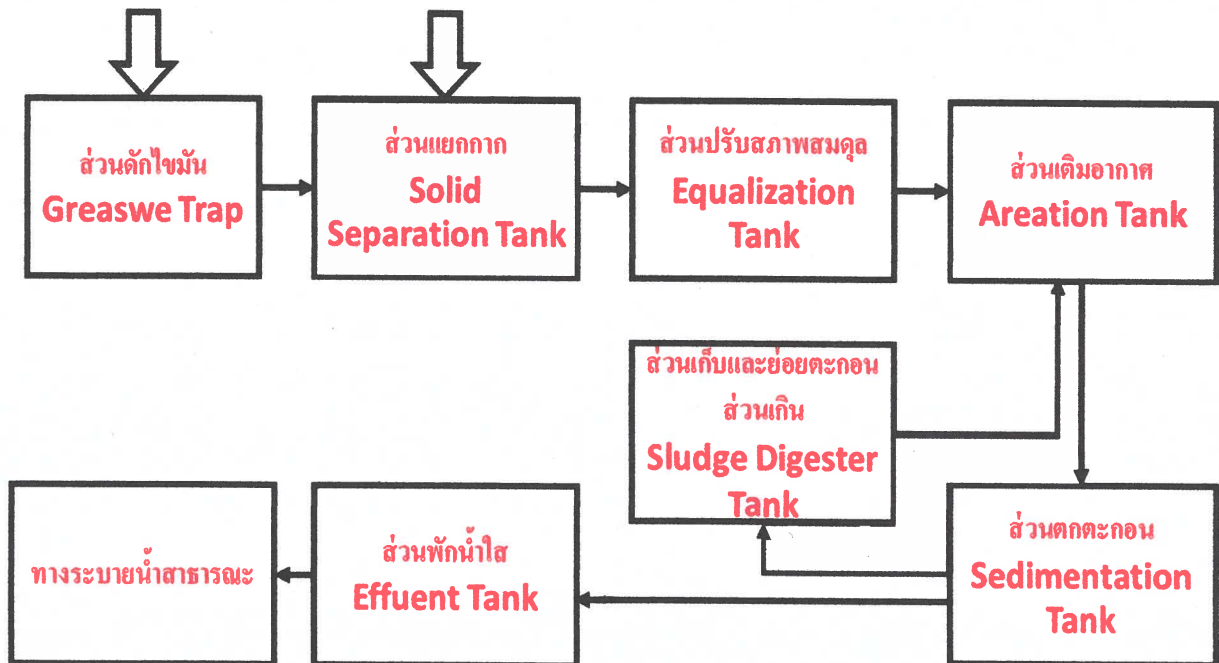 ส่วนดักไขมัน
Greaswe Trap
ส่วนแยกกาก
Solid
Separation Tank
ส่วนปรับสภาพสมดุล
Equalization
Tank
ส่วนเติมอากาศ
Areation Tank
ส่วนเก็บและย่อยตะกอน
ส่วนเกิน
Sludge Digester
Tank
ทางระบายน้ำสาธารณะ
ส่วนพักน้ำใส
Effuent Tank
ส่วนตกตะกอน
Sedimentation
Tank